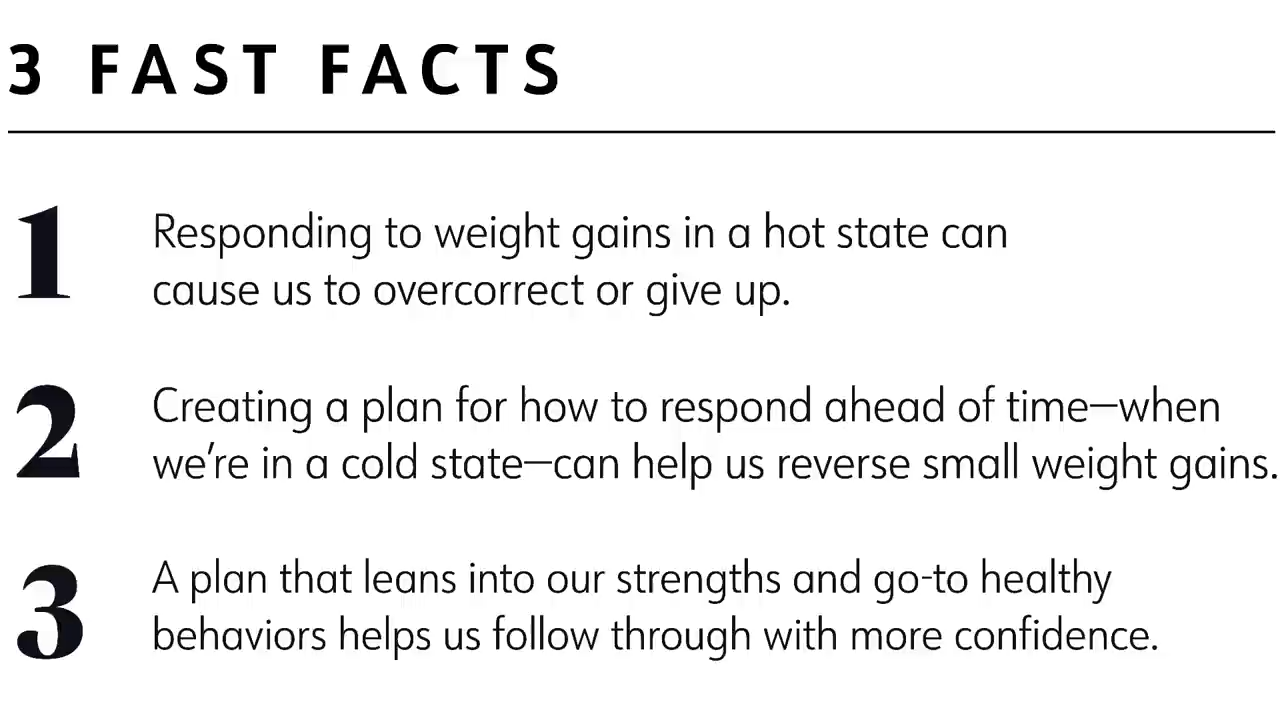 3 FAST FACTS
1 Responding to weight gains in a hot state can
cause us to overcorrect or give up.
2 Creating a plan for how to respond ahead of time—when
we're in a cold state—can help us reverse small weight gains.
3 A plan that leans into our strengths and go-to healthy
behaviors helps us follow through with more confidence.